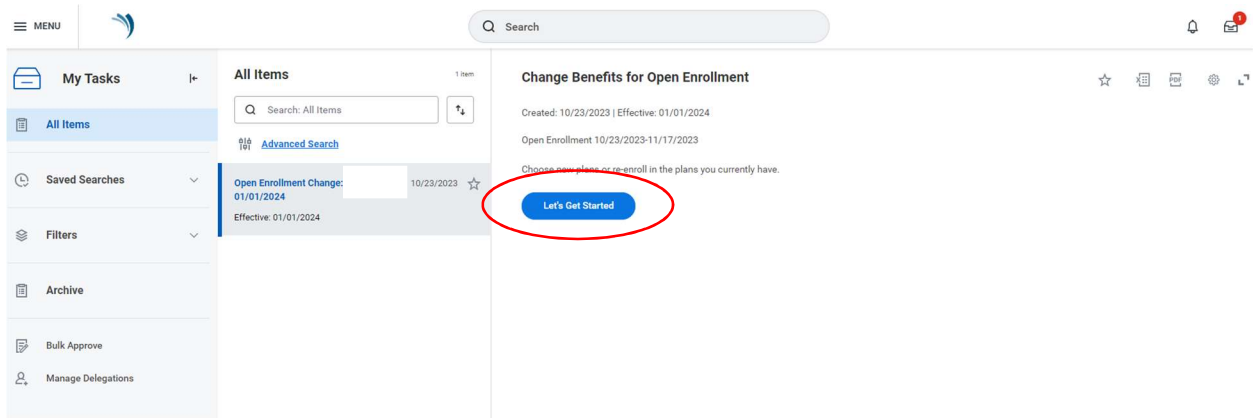 MENU
Search
1
My Tasks
All Items
Saved Searches
Filters
Archive
Bulk Approve
Manage Delegations
All Items
1 item
Search: All Items
Advanced Search
Open Enrollment Change: 10/23/2023
01/01/2024
Effective: 01/01/2024
Change Benefits for Open Enrollment
PDF
Created: 10/23/2023 | Effective: 01/01/2024
Open Enrollment 10/23/2023-11/17/2023
Choose new plans or re-enroll in the plans you currently have.
Let's Get Started